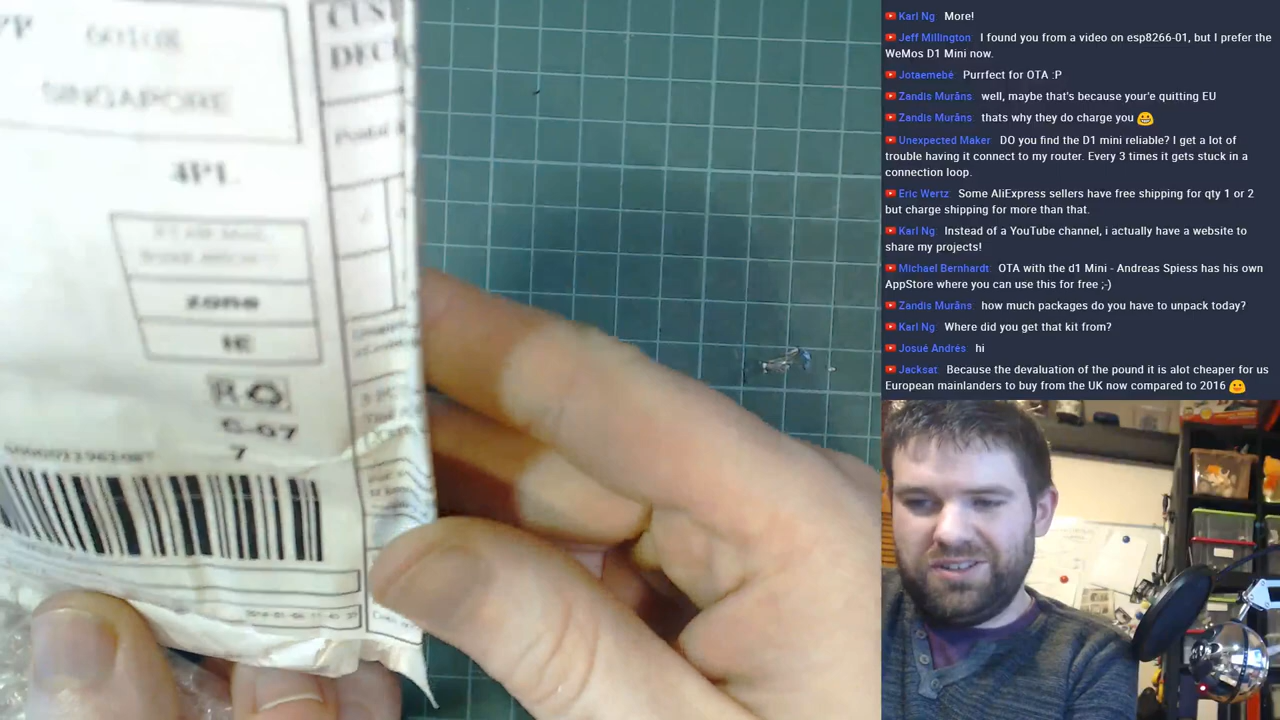 PP
SINGAPORE
4PL
zone
IE
RO
7
Karl Ng More!
Jeff Millington I found you from a video on esp8266-01, but I prefer the
WeMos D1 Mini now.
Jotaemebé Purrfect for OTA :P
Zandis Murāns well, maybe that's because your'e quitting EU
Zandis Murāns thats why they do charge you 😀
Unexpected Maker DO you find the D1 mini reliable? I get a lot of
trouble having it connect to my router. Every 3 times it gets stuck in a
connection loop.
Eric Wertz Some AliExpress sellers have free shipping for qty 1 or 2
but charge shipping for more than that.
Karl Ng Instead of a YouTube channel, i actually have a website to
share my projects!
Michael Bernhardt OTA with the d1 Mini - Andreas Spiess has his own
AppStore where you can use this for free ;-)
Zandis Murāns how much packages do you have to unpack today?
Karl Ng Where did you get that kit from?
Josué Andrés hi
Jacksat Because the devaluation of the pound it is alot cheaper for us
European mainlanders to buy from the UK now compared to 2016 😀